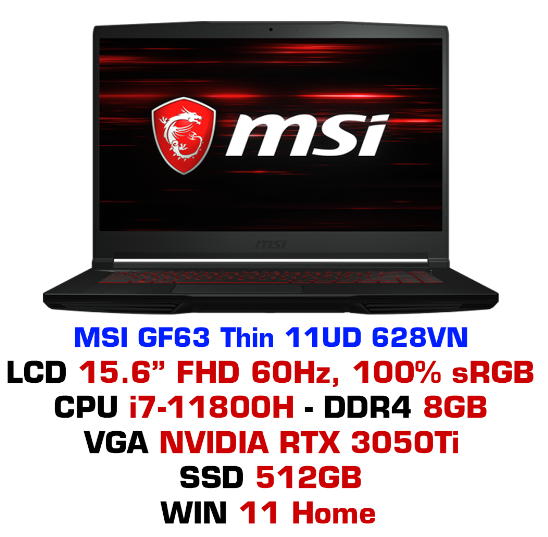 msi
msi
MSI GF63 Thin 11UD 628VN
LCD 15.6” FHD 60Hz, 100% sRGB
CPU i7-11800H - DDR4 8GB
VGA NVIDIA RTX 3050Ti
SSD 512GB
WIN 11 Home